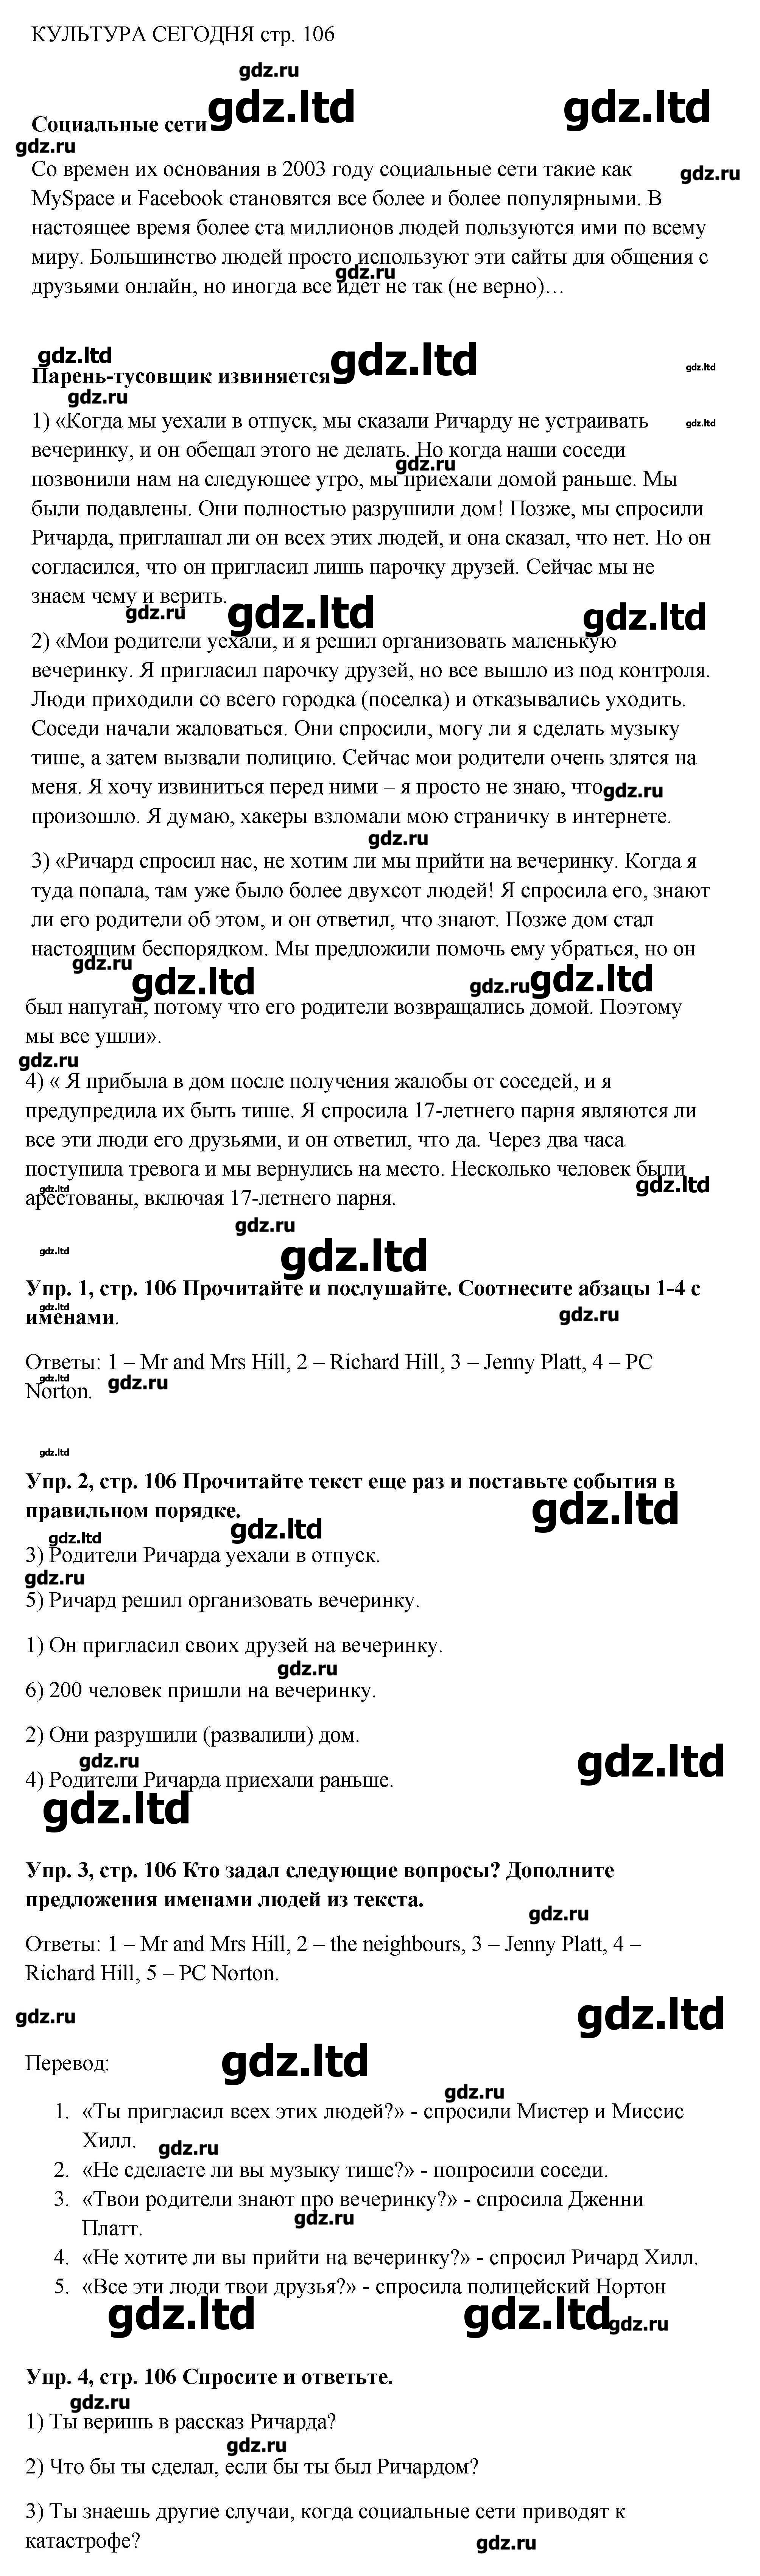 КУЛЬТУРА СЕГОДНЯ стр. 106
gdz.ru
gdz.ltd gdz.ltd
Социальные сети
gdz.ru
Со времен их основания в 2003 году социальные сети такие как
gdz.ru
MySpace и Facebook становятся все более и более популярными. В
настоящее время более ста миллионов людей пользуются ими по всему
миру. Большинство людей просто используют эти сайты для общения с
gdz.ru
друзьями онлайн, но иногда все идет не так (не верно)…
gdz.ltd gdz.ltd gdz.ltd
Парень-тусовщик извиняется
gdz.ru
1) «Когда мы уехали в отпуск, мы сказали Ричарду не устраивать
gdz.ltd
вечеринку, и он обещал этого не делать. Но когда наши соседи
gdz.ru
позвонили нам на следующее утро, мы приехали домой раньше. Мы
были подавлены. Они полностью разрушили дом! Позже, мы спросили
Ричарда, приглашал ли он всех этих людей, и она сказал, что нет. Но он
согласился, что он пригласил лишь парочку друзей. Сейчас мы не
знаем чему и верить.
gdz.ru gdz.ltd gdz.ltd
2) «Мои родители уехали, и я решил организовать маленькую
вечеринку. Я пригласил парочку друзей, но все вышло из под контроля.
Люди приходили со всего городка (поселка) и отказывались уходить.
Соседи начали жаловаться. Они спросили, могу ли я сделать музыку
тише, а затем вызвали полицию. Сейчас мои родители очень злятся на
меня. Я хочу извиниться перед ними – я просто не знаю, что
gdz.ru
произошло. Я думаю, хакеры взломали мою страничку в интернете.
gdz.ru
3) «Ричард спросил нас, не хотим ли мы прийти на вечеринку. Когда я
туда попала, там уже было более двухсот людей! Я спросила его, знают
ли его родители об этом, и он ответил, что знают. Позже дом стал
настоящим беспорядком. Мы предложили помочь ему убраться, но он
gdz.ru gdz.ltd gdz.ru gdz.ltd
был напуган, потому что его родители возвращались домой. Поэтому
мы все ушли».
gdz.ru
4) « Я прибыла в дом после получения жалобы от соседей, и я
предупредила их быть тише. Я спросила 17-летнего парня являются ли
все эти люди его друзьями, и он ответил, что да. Через два часа
поступила тревога и мы вернулись на место. Несколько человек были
gdz.ltd gdz.ltd
арестованы, включая 17-летнего парня.
gdz.ru
gdz.ltd gdz.ltd
Упр. 1, стр. 106 Прочитайте и послушайте. Соотнесите абзацы 1-4 с
gdz.ltd gdz.ru
именами.
Ответы: 1 – Mr and Mrs Hill, 2 – Richard Hill, 3 – Jenny Platt, 4 – PC
gdz.ltd gdz.ru
Norton.
gdz.ltd
Упр. 2, стр. 106 Прочитайте текст еще раз и поставьте события в
правильном порядке.
gdz.ltd
gdz.ltd gdz.ltd
3) Родители Ричарда уехали в отпуск.
gdz.ru
5) Ричард решил организовать вечеринку.
1) Он пригласил своих друзей на вечеринку.
gdz.ru
6) 200 человек пришли на вечеринку.
2) Они разрушили (развалили) дом.
gdz.ru gdz.ltd
4) Родители Ричарда приехали раньше.
gdz.ltd
Упр. 3, стр. 106 Кто задал следующие вопросы? Дополните
предложения именами людей из текста.
gdz.ru
Ответы: 1 – Mr and Mrs Hill, 2 – the neighbours, 3 – Jenny Platt, 4 –
Richard Hill, 5 – PC Norton.
gdz.ru gdz.ltd
Перевод:
gdz.ltd
gdz.ru
1. «Ты пригласил всех этих людей?» - спросили Мистер и Миссис
Хилл.
gdz.ru
2. «Не сделаете ли вы музыку тише?» - попросили соседи.
3. «Твои родители знают про вечеринку?» - спросила Дженни
gdz.ru
Платт.
4. «Не хотите ли вы прийти на вечеринку?» - спросил Ричард Хилл.
5. «Все эти люди твои друзья?» - спросила полицейский Нортон
gdz.ltd gdz.ltd gdz.ru
Упр. 4, стр. 106 Спросите и ответьте.
gdz.ru
1) Ты веришь в рассказ Ричарда?
gdz.ru
2) Что бы ты сделал, если бы ты был Ричардом?
3) Ты знаешь другие случаи, когда социальные сети приводят к
катастрофе?
gdz.ru